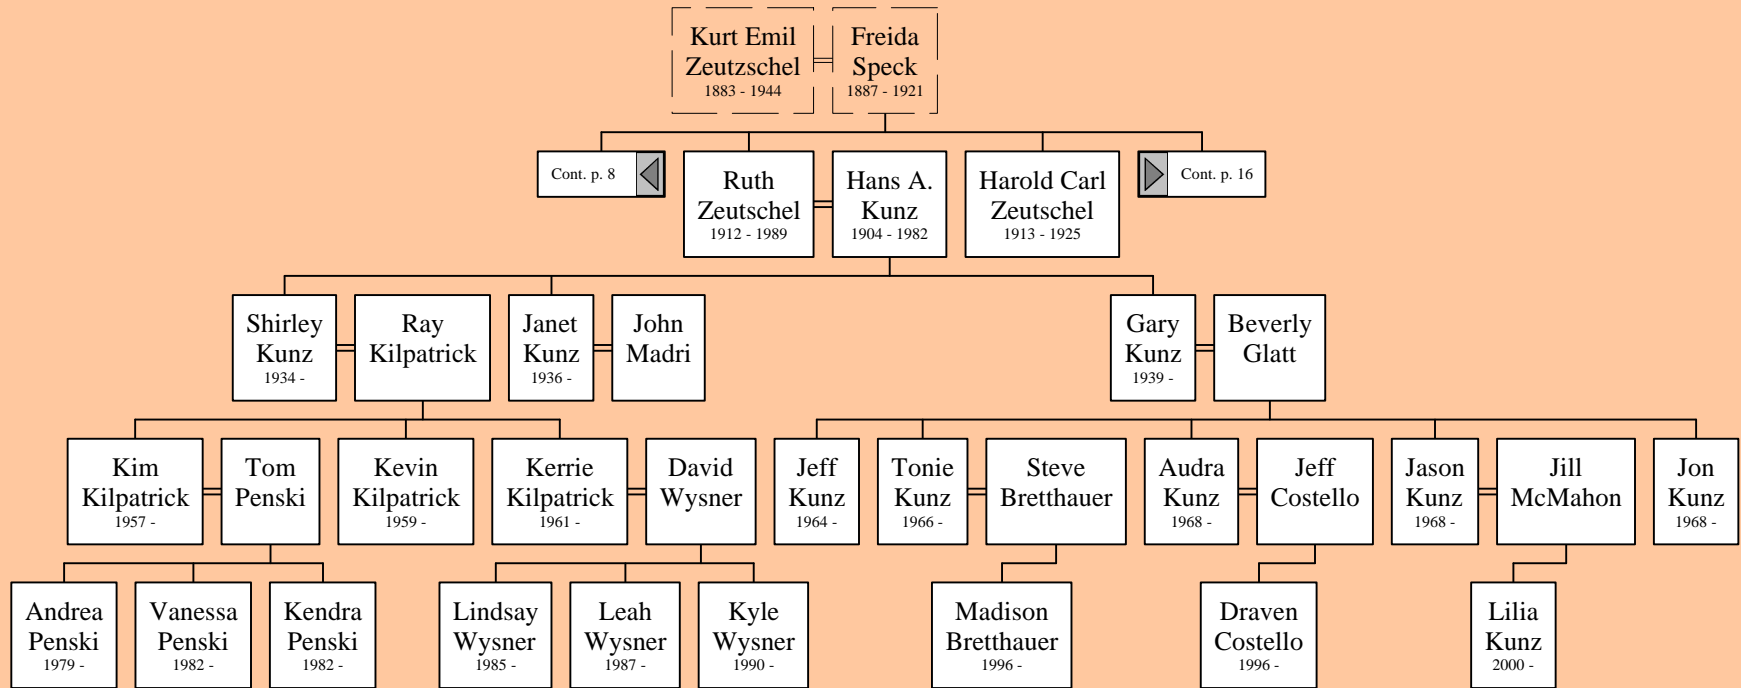 Kurt Emil
Zeutzschel
1883 - 1944
Freida
Speck
1887 - 1921
Cont. p. 8
Ruth
Zeutschel
1912 - 1989
Hans A.
Kunz
1904 - 1982
Harold Carl
Zeutschel
1913 - 1925
Cont. p. 16
Shirley
Kunz
1934 -
Ray
Kilpatrick
Janet
Kunz
1936 -
John
Madri
Gary
Kunz
1939 -
Beverly
Glatt
Kim
Kilpatrick
1957 -
Tom
Penski
Kevin
Kilpatrick
1959 -
Kerrie
Kilpatrick
1961 -
David
Wysner
Jeff
Kunz
1964 -
Tonie
Kunz
1966 -
Steve
Bretthauer
Audra
Kunz
1968 -
Jeff
Costello
Jason
Kunz
1968 -
Jill
McMahon
Jon
Kunz
1968 -
Andrea
Penski
1979 -
Vanessa
Penski
1982 -
Kendra
Penski
1982 -
Lindsay
Wysner
1985 -
Leah
Wysner
1987 -
Kyle
Wysner
1990 -
Madison
Bretthauer
1996 -
Draven
Costello
1996 -
Lilia
Kunz
2000 -